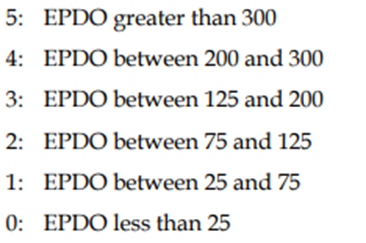 5: EPDO greater than 300
4: EPDO between 200 and 300
3: EPDO between 125 and 200
2: EPDO between 75 and 125
1: EPDO between 25 and 75
0: EPDO less than 25